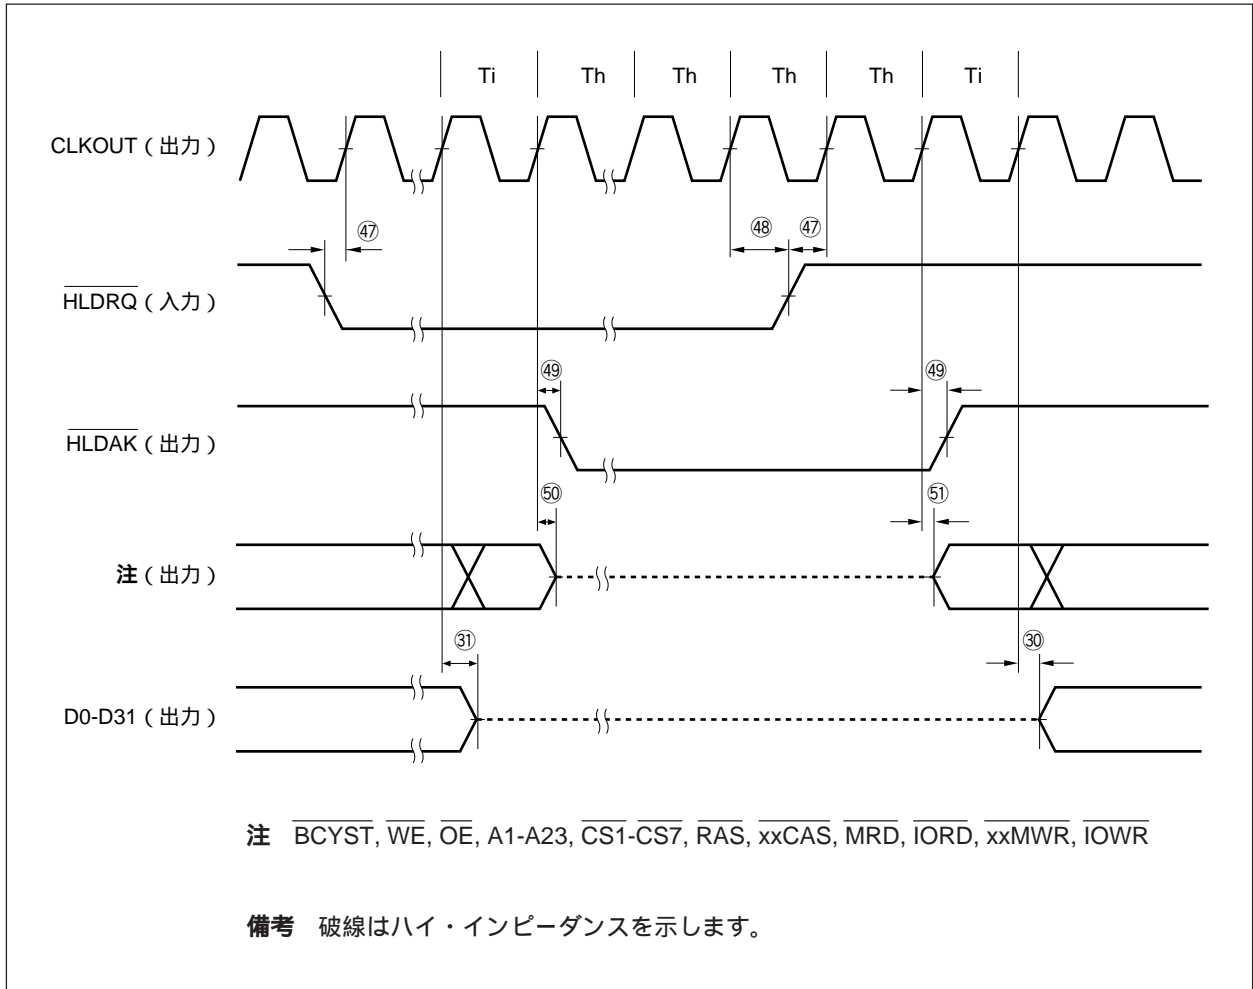 Ti Th Th Th Th Ti
CLKOUT（出力）
㊼ ㊽ ㊼
HLDRQ（入力）
㊾ ㊾
HLDAK（出力）
㊿ 51
注（出力）
㉛ ㉚
D0-D31（出力）
注 BCYST, WE, OE, A1-A23, CS1-CS7, RAS, xxCAS, MRD, IORD, xxMWR, IOWR
備考 破線はハイ・インピーダンスを示します。